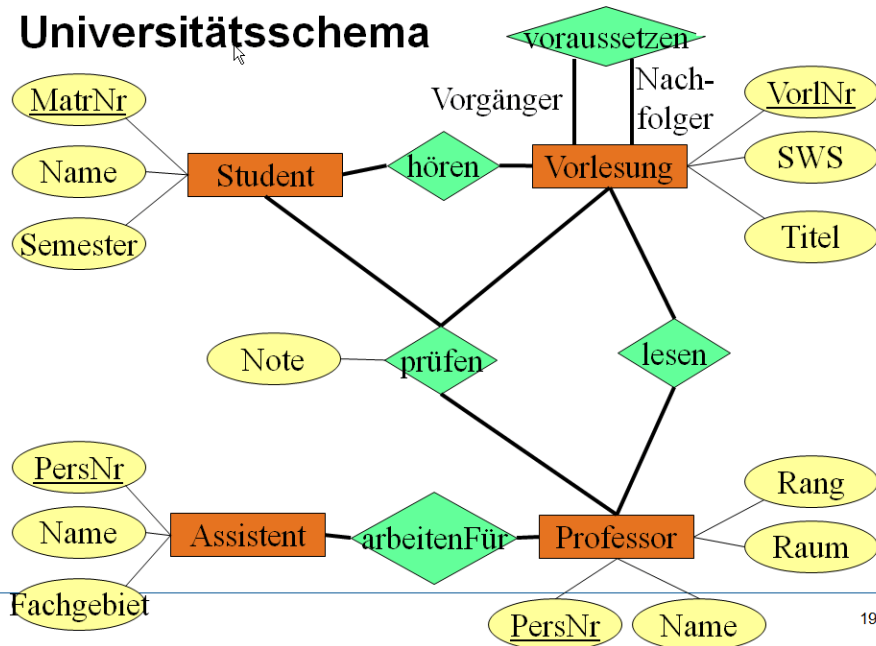 Universitätsschema
voraussetzen
Vorgänger
Nach-
folger
MatrNr
Name
Semester
Student
hören
Vorlesung
VorlNr
SWS
Titel
Note
prüfen
lesen
PersNr
Name
Fachgebiet
Assistent
arbeitenFür
Professor
Rang
Raum
PersNr
Name
19